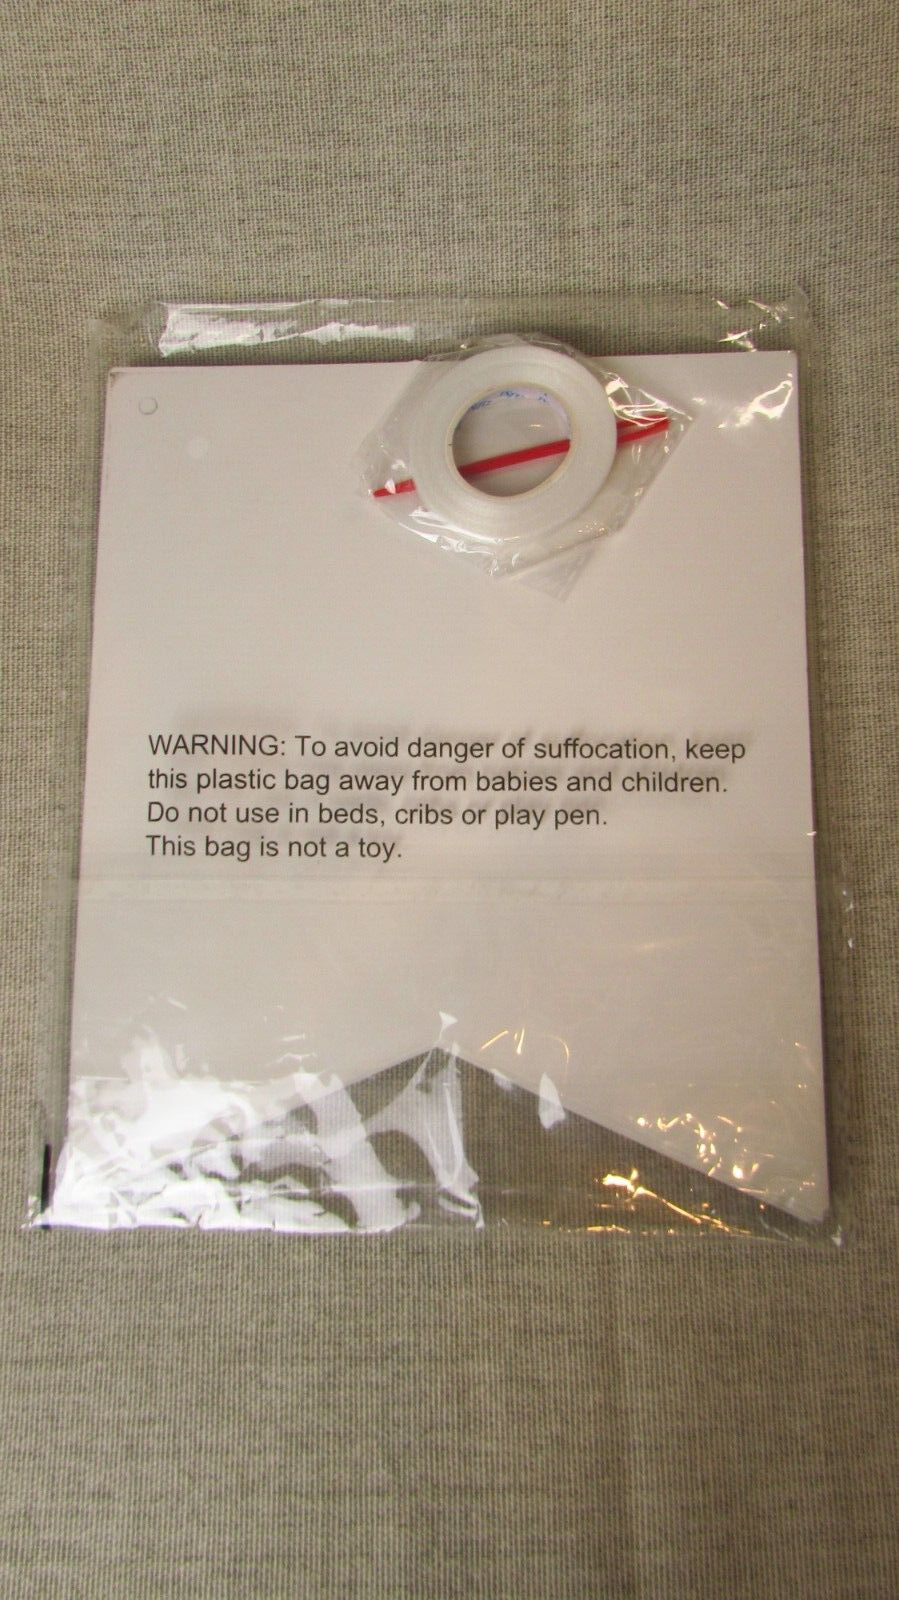 WARNING: To avoid danger of suffocation, keep
this plastic bag away from babies and children.
Do not use in beds, cribs or play pen.
This bag is not a toy.